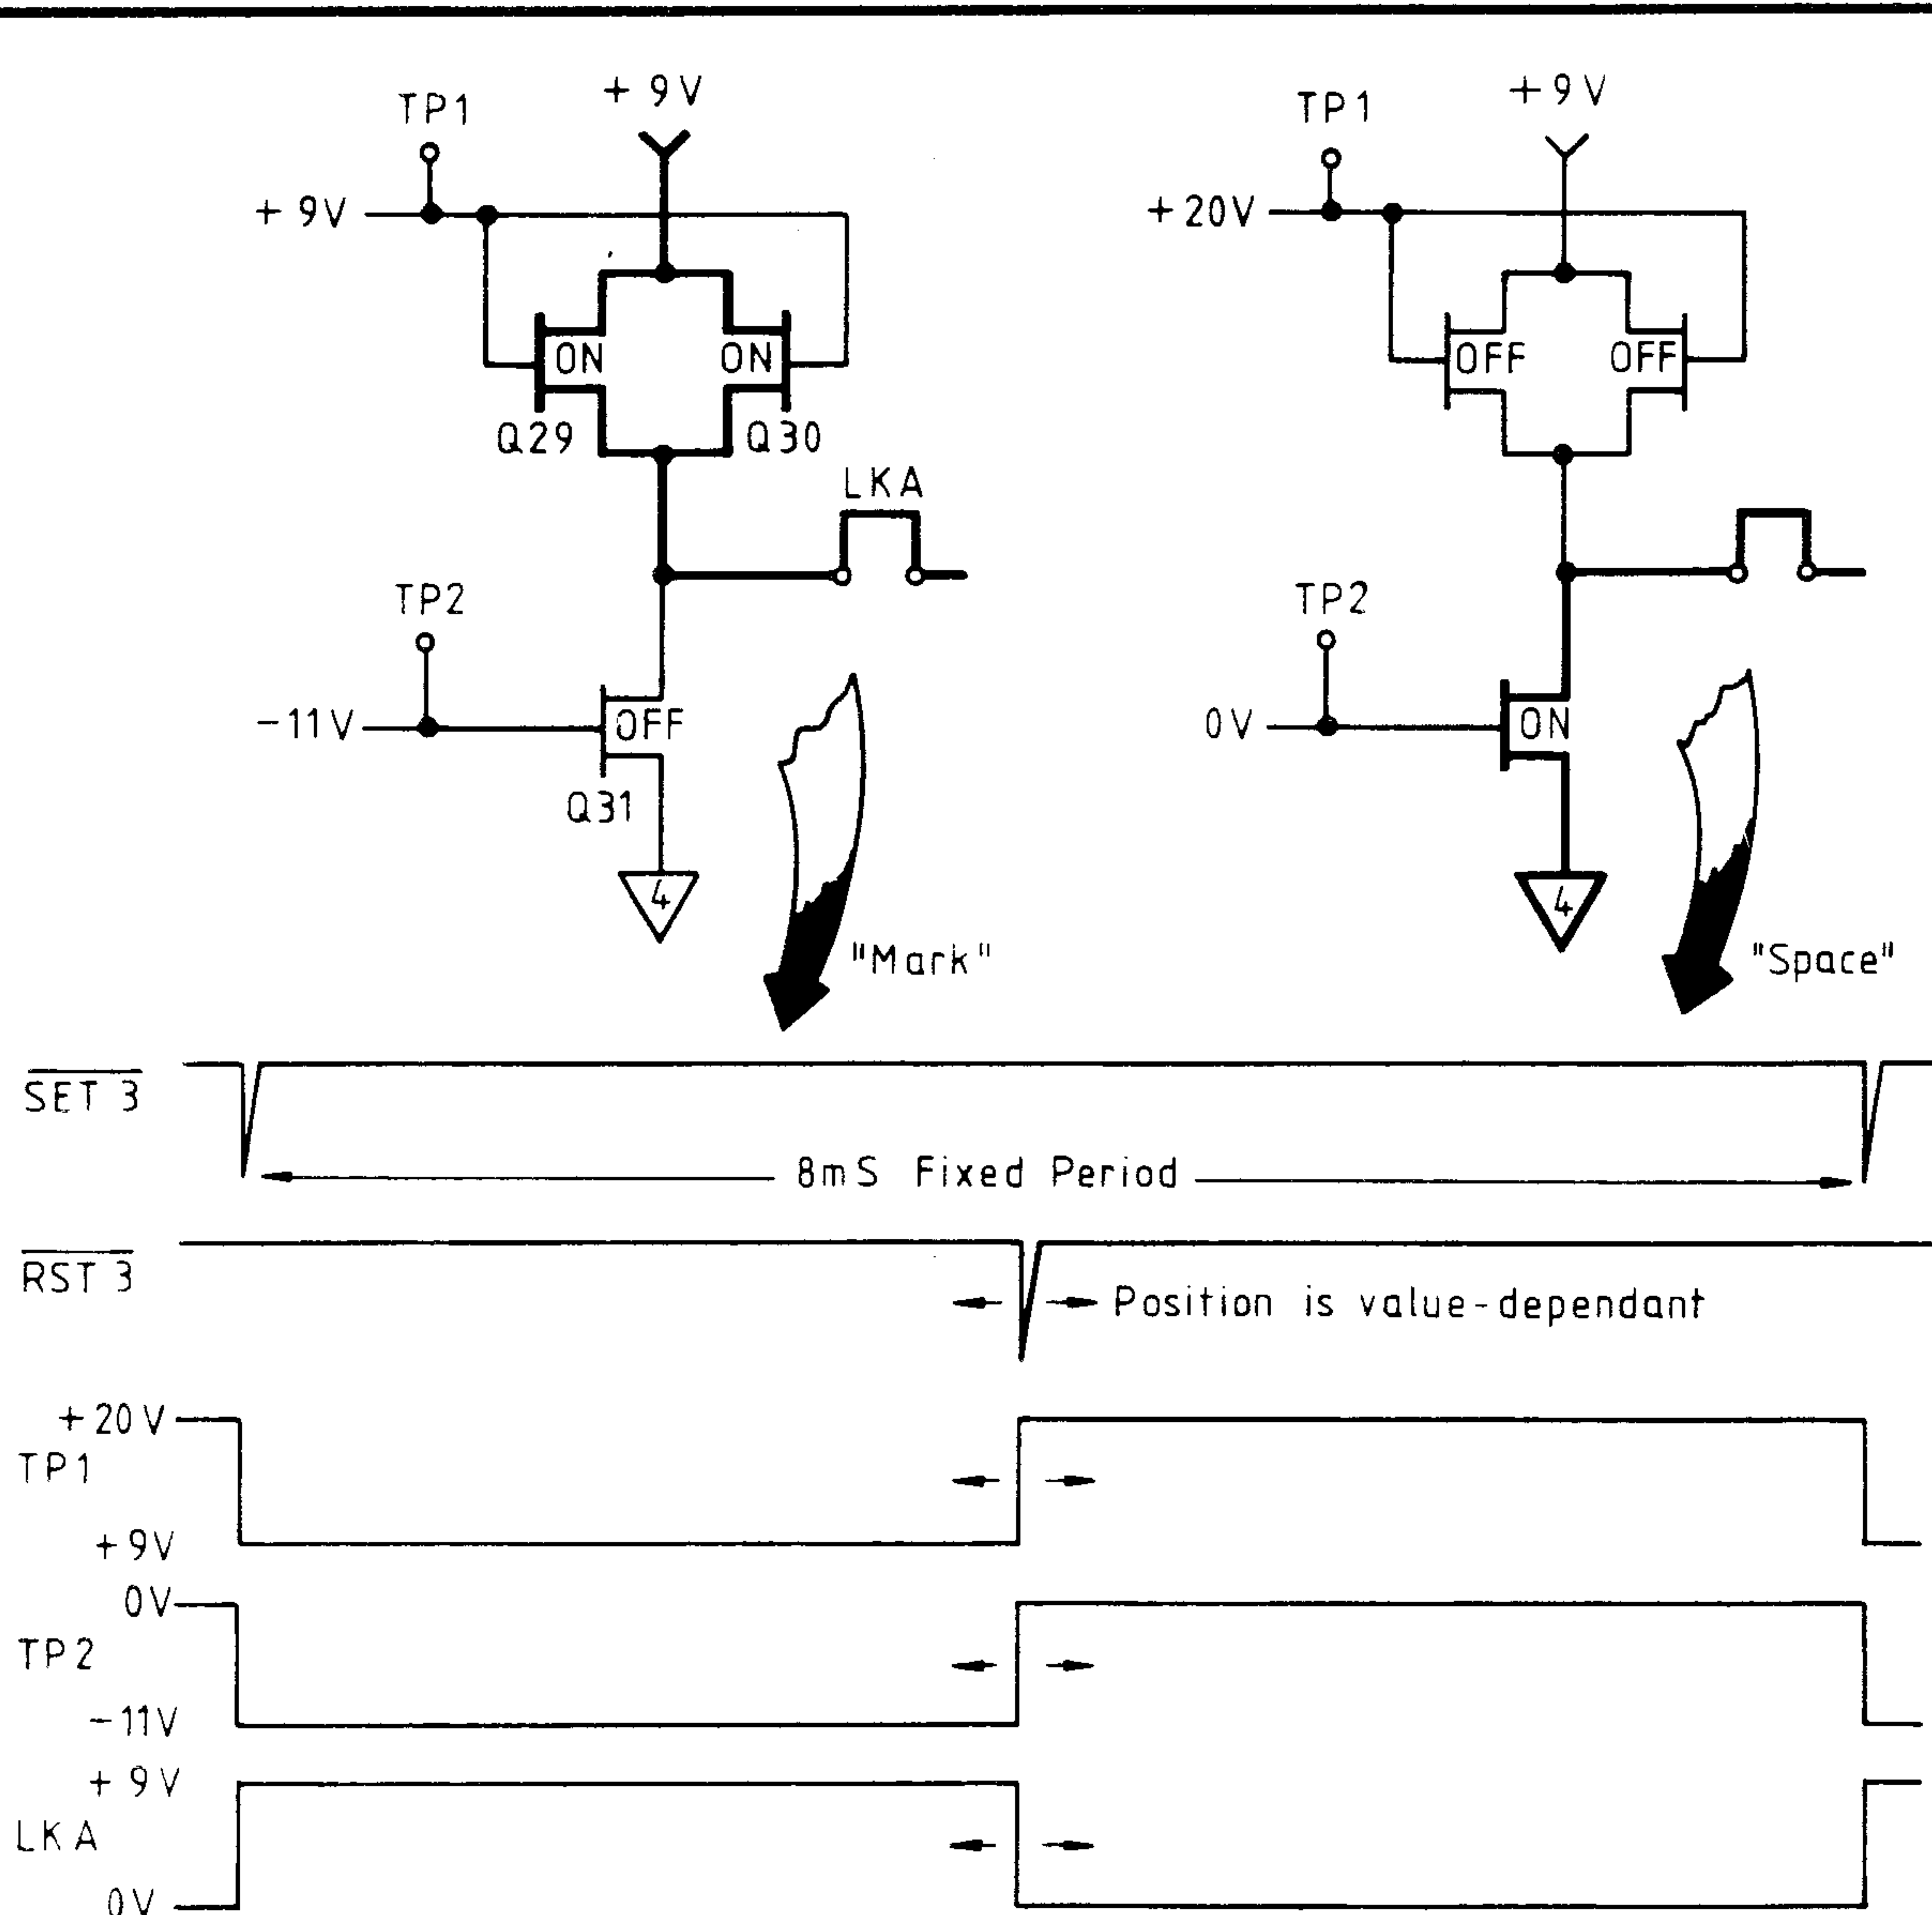 TP1
+ 9V
+ 9V
ON
ON
Q29
Q30
LKA
TP2
-11V
OFF
Q31
4
"Mark"
TP1
+9V
+20V
OFF
OFF
TP2
0V
ON
4
"Space"
SET 3
8mS Fixed Period
RST 3
Position is value-dependant
+20V
TP1
+9V
0V
TP2
-11V
+ 9V
LKA
0V